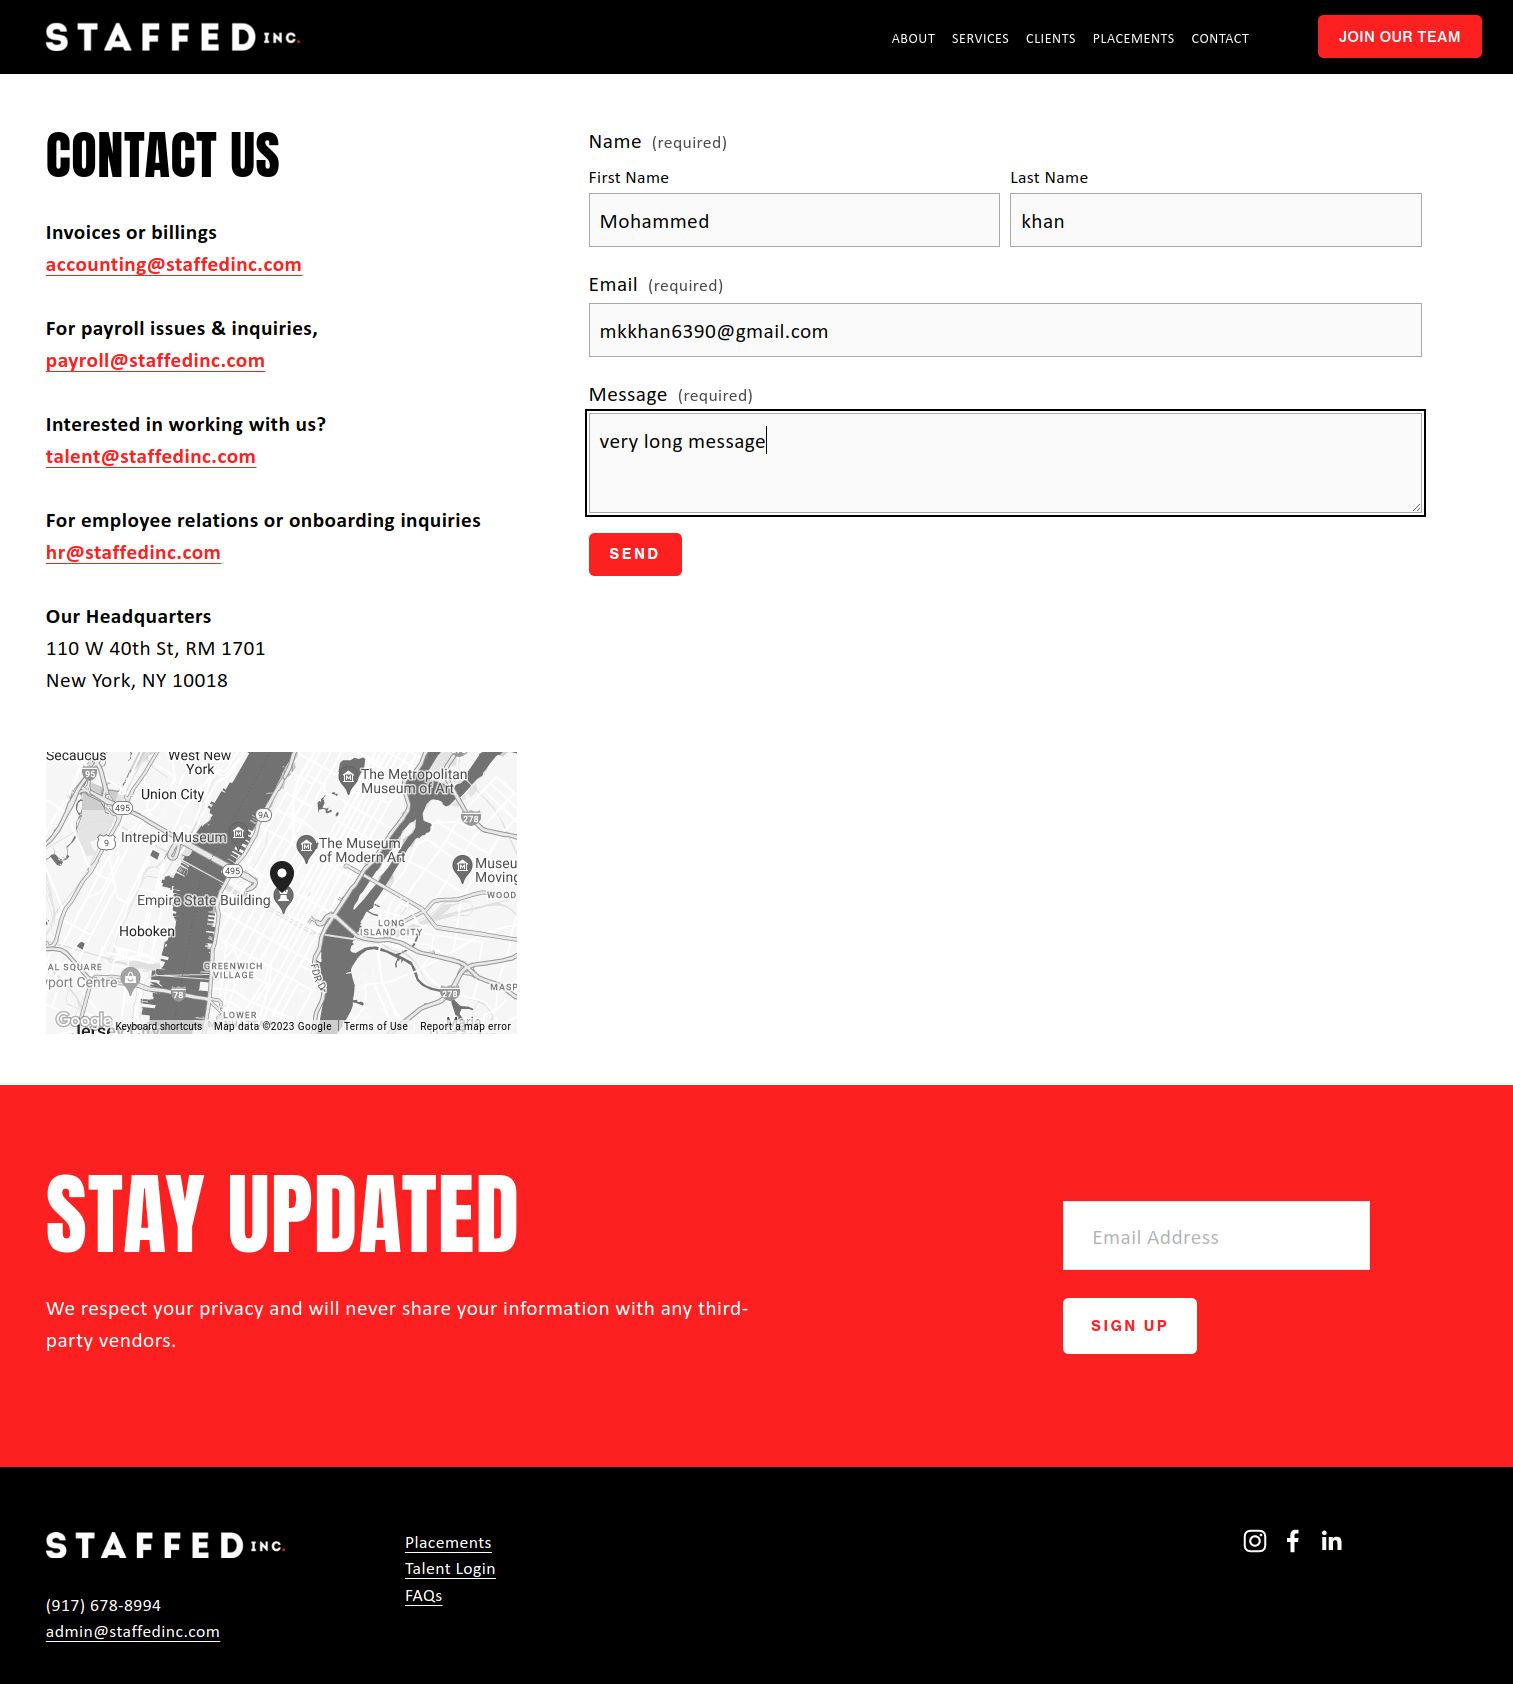 STAFFED INC.
ABOUT SERVICES CLIENTS PLACEMENTS CONTACT
JOIN OUR TEAM
CONTACT US
Invoices or billings
accounting@staffedinc.com
For payroll issues & inquiries,
payroll@staffedinc.com
Interested in working with us?
talent@staffedinc.com
For employee relations or onboarding inquiries
hr@staffedinc.com
Our Headquarters
110 W 40th St, RM 1701
New York, NY 10018
Name (required)
First Name Last Name
Mohammed khan
Email (required)
mkkhan6390@gmail.com
Message (required)
very long message
SEND
Secaucus
West New
York
95
The Metropolitan
Museum of Art
Union City
495
9A
278
Intrepid Museum
9
The Museum
of Modern Art
495
Museu
Moving
Empire State Building
WOOD
LONG
ISLAND CITY
Hoboken
AL SQUARE
GREENWICH
VILLAGE
FDR D
port Centre
78
278
MASP
LOWER
Google
Keyboard shortcuts Map data ©2023 Google Terms of Use Report a map error
STAY UPDATED
We respect your privacy and will never share your information with any third-
party vendors.
Email Address
SIGN UP
STAFFED INC.
(917) 678-8994
admin@staffedinc.com
Placements
Talent Login
FAQs